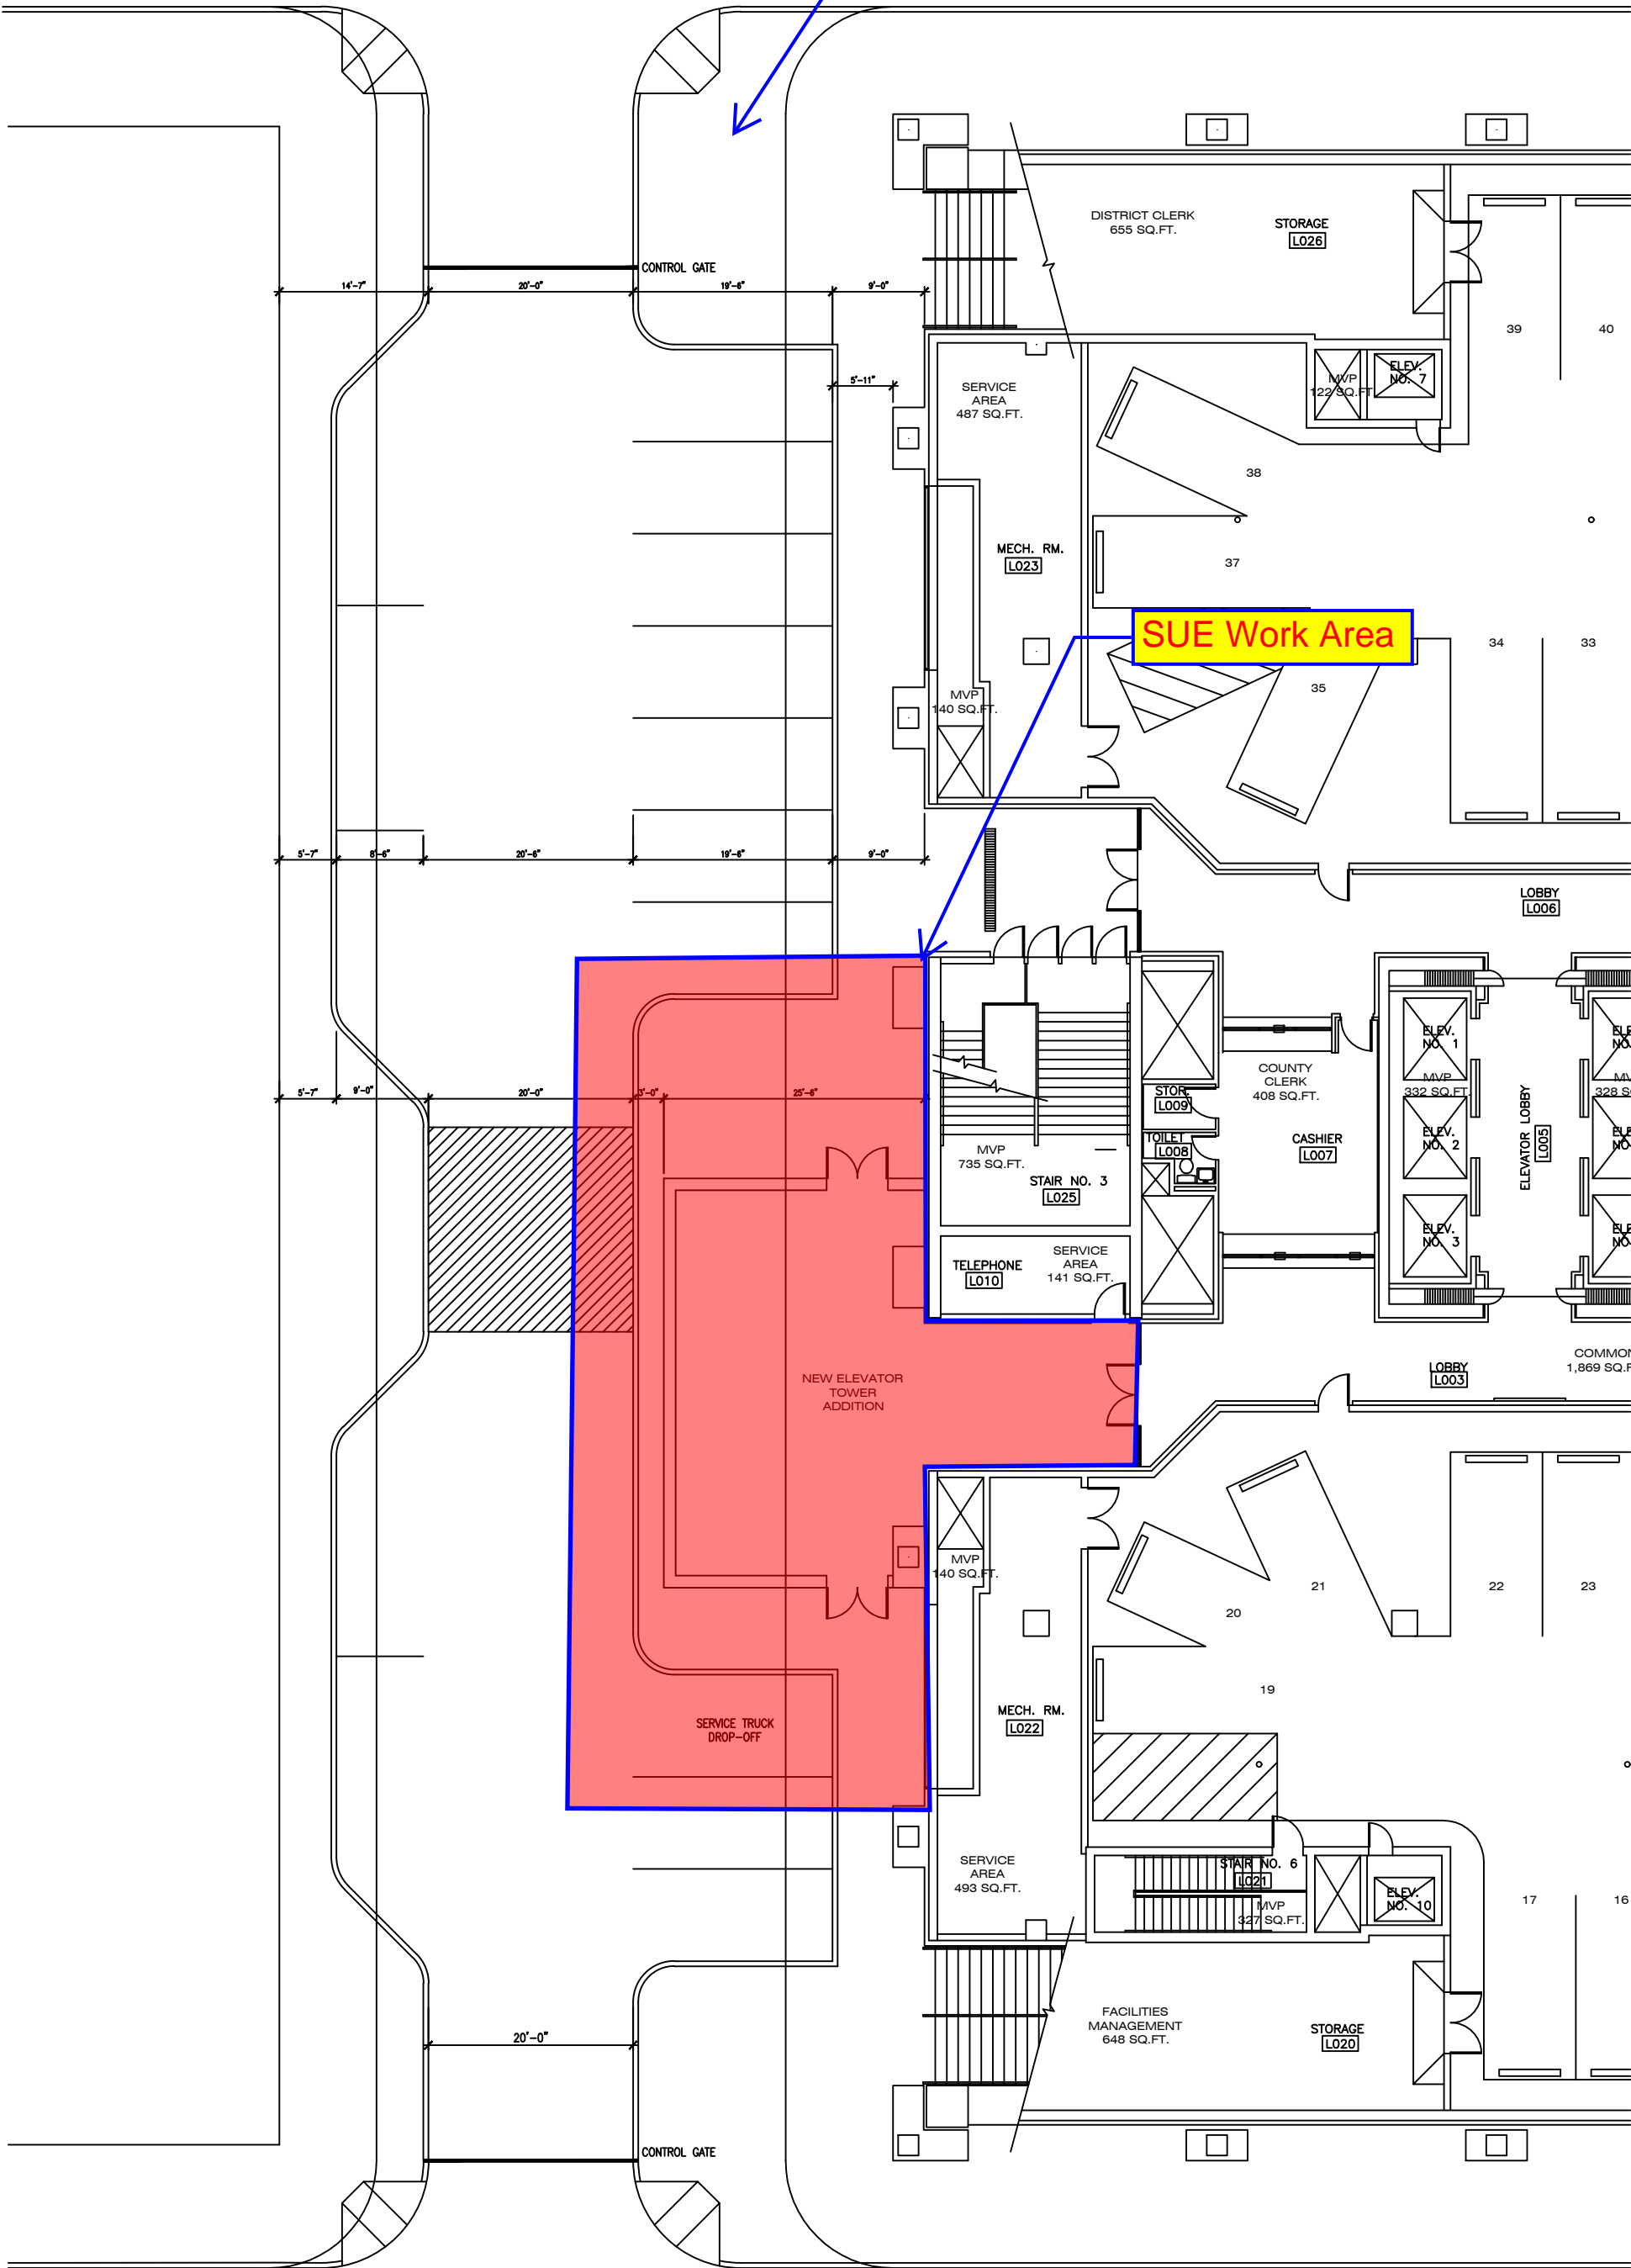 DISTRICT CLERK
655 SQ.FT.
STORAGE
L026
CONTROL GATE
14'-7"
20'-0"
19'-6"
9'-0"
39
40
5'-11"
SERVICE
AREA
487 SQ.FT.
ELEV.
NO. 7
MVP
122 SQ.FT.
38
MECH. RM.
L023
37
SUE Work Area
34
33
35
MVP
140 SQ.FT.
5'-7"
8'-6"
20'-6"
19'-6"
9'-0"
LOBBY
L006
ELEV.
NO. 1
COUNTY
CLERK
408 SQ.FT.
MVP
332 SQ.FT.
328 S
5'-7"
9'-0"
20'-0"
3'-0"
25'-6"
STOR.
L009
ELEVATOR LOBBY
L005
TOILET
L008
CASHIER
L007
ELEV.
NO. 2
MVP
735 SQ.FT.
STAIR NO. 3
L025
ELEV.
NO. 3
TELEPHONE
L010
SERVICE
AREA
141 SQ.FT.
COMMON
1,869 SQ.F
LOBBY
L003
NEW ELEVATOR
TOWER
ADDITION
MVP
140 SQ.FT.
21
22
23
20
19
MECH. RM.
L022
SERVICE TRUCK
DROP-OFF
SERVICE
AREA
493 SQ.FT.
STAIR NO. 6
L021
MVP
327 SQ.FT.
ELEV.
NO. 10
17
16
FACILITIES
MANAGEMENT
648 SQ.FT.
STORAGE
L020
20'-0"
CONTROL GATE